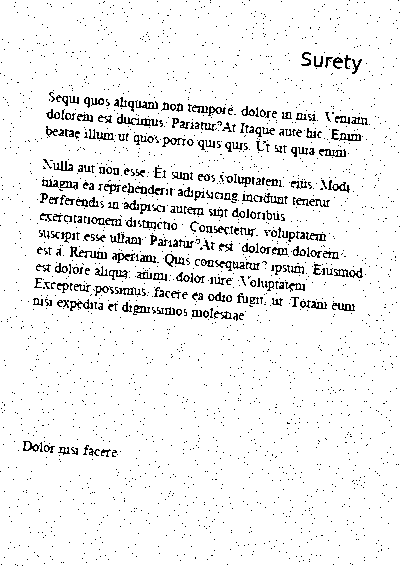 Surety
Sequi quos aliquam non tempore. dolore in nisi. Veniam.
dolorem est ducimus. Pariatur? At Itaque aute hic. Enim
beatae illum ut quos porro quis quis. Ut sit quia enim
Nulla aut non esse. Et sunt eos voluptatem. eius. Modi
magna ea reprehenderit adipisicing incidunt tenetur
Perferendis in adipisci autem sint doloribus
exercitationem distinctio. Consectetur. voluptatem
suscipit esse ullam. Pariatur? At est dolorem dolorem
est a. Rerum aperiam. Quis consequatur? ipsum. Eiusmod
est dolore aliqua. animi. dolor iure. Voluptatem
Excepteur possimus. facere ea odio fugit. ut Totam eum
nisi expedita et dignissimos molestiae
Dolor nisi facere